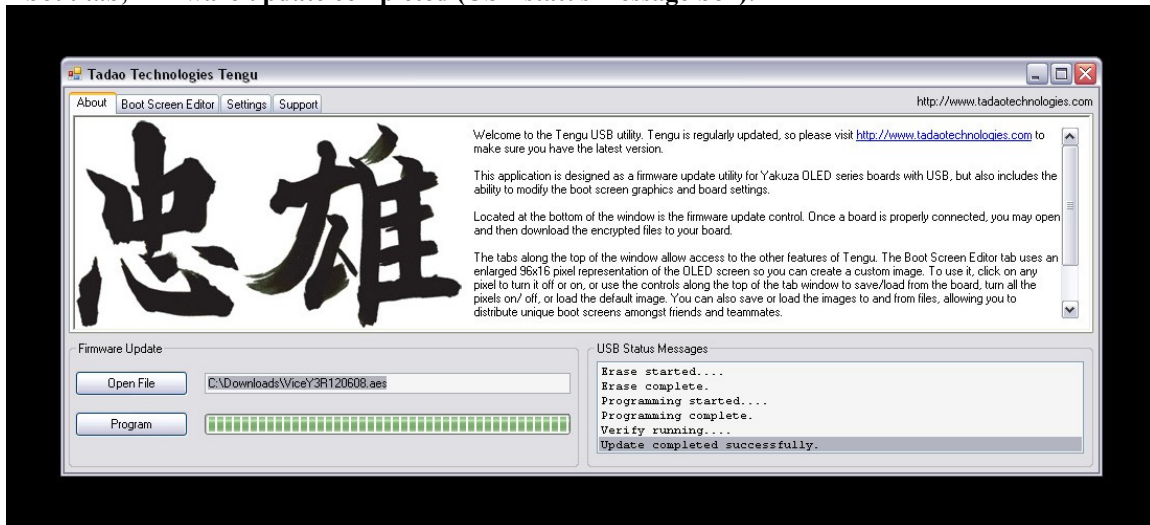 Tadao Technologies Tengu
About Boot Screen Editor Settings Support http://www.tadaotechnologies.com
忠雄
Welcome to the Tengu USB utility. Tengu is regularly updated, so please visit http://www.tadaotechnologies.com to
make sure you have the latest version.
This application is designed as a firmware update utility for Yakuza OLED series boards with USB, but also includes the
ability to modify the boot screen graphics and board settings.
Located at the bottom of the window is the firmware update control. Once a board is properly connected, you may open
and then download the encrypted files to your board.
The tabs along the top of the window allow access to the other features of Tengu. The Boot Screen Editor tab uses an
enlarged 96x16 pixel representation of the OLED screen so you can create a custom image. To use it, click on any
pixel to turn it off or on, or use the controls along the top of the tab window to save/load from the board, turn all the
pixels on/ off, or load the default image. You can also save or load the images to and from files, allowing you to
distribute unique boot screens amongst friends and teammates.
Firmware Update
Open File C:\Downloads\ViceY3R120608.aes
Program
USB Status Messages
Erase started....
Erase complete.
Programming started....
Programming complete.
Verify running....
Update completed successfully.